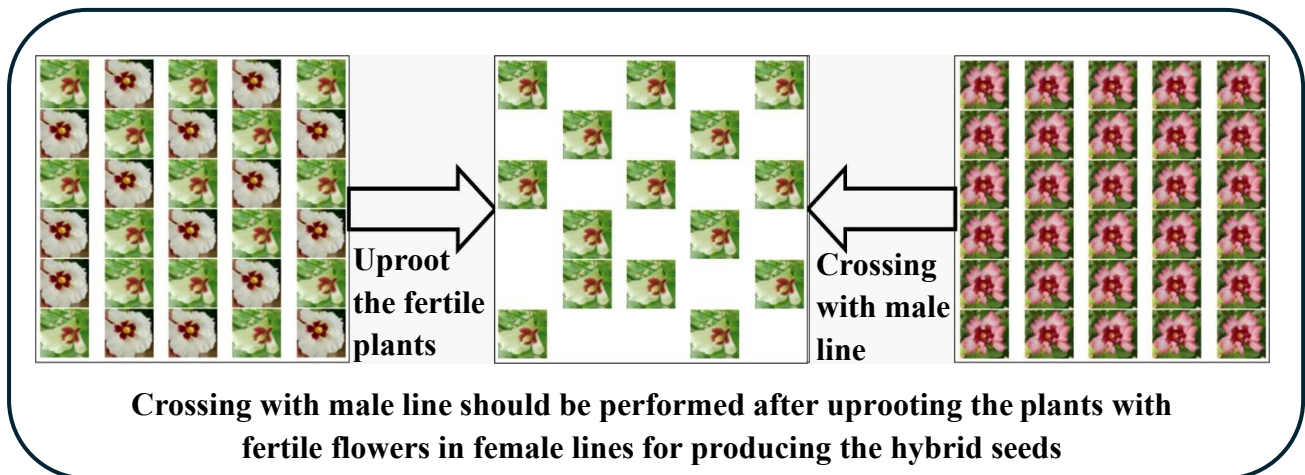 Uproot
the fertile
plants
Crossing
with male
line
Crossing with male line should be performed after uprooting the plants with
fertile flowers in female lines for producing the hybrid seeds